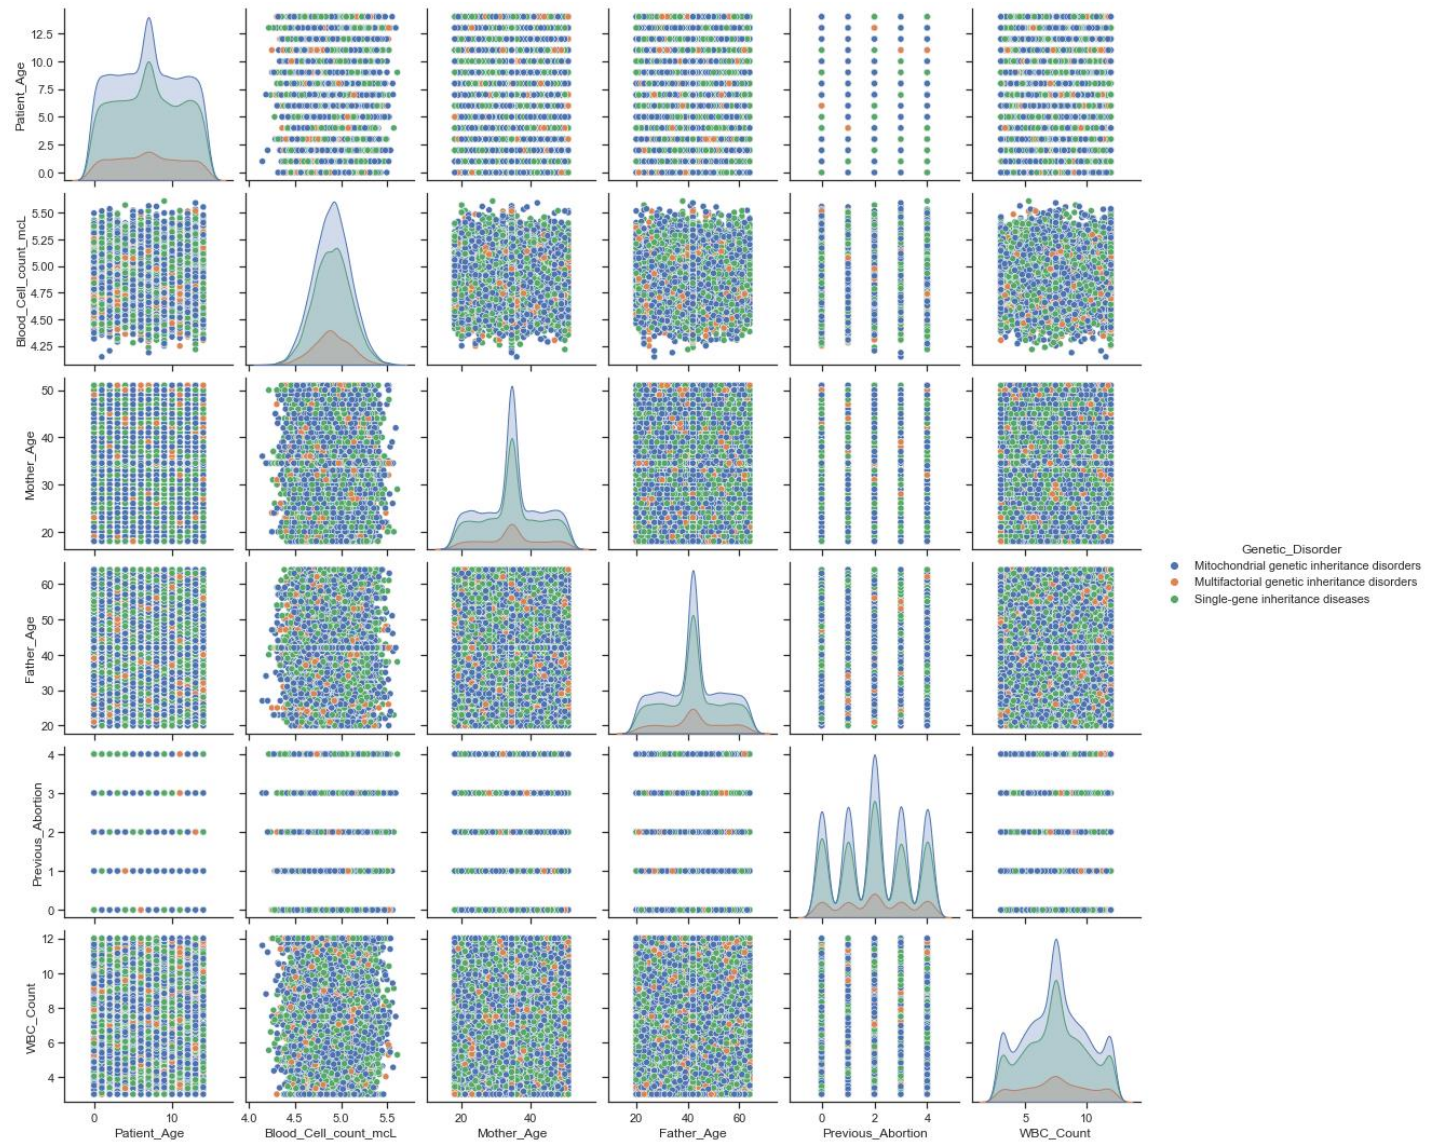 Patient_Age
12.5
10.0
7.5
5.0
2.5
0.0
Blood_Cell_count_mcL
5.50
5.25
5.00
4.75
4.50
4.25
Mother_Age
50
40
30
20
Father_Age
60
50
40
30
20
Previous_Abortion
4
3
2
1
0
WBC_Count
12
10
8
6
4
0 10
4.0 4.5 5.0 5.5
20 40
20 40 60
0 2 4
5 10
Patient_Age
Blood_Cell_count_mcL
Mother_Age
Father_Age
Previous_Abortion
WBC_Count
Genetic_Disorder
Mitochondrial genetic inheritance disorders
Multifactorial genetic inheritance disorders
Single-gene inheritance diseases